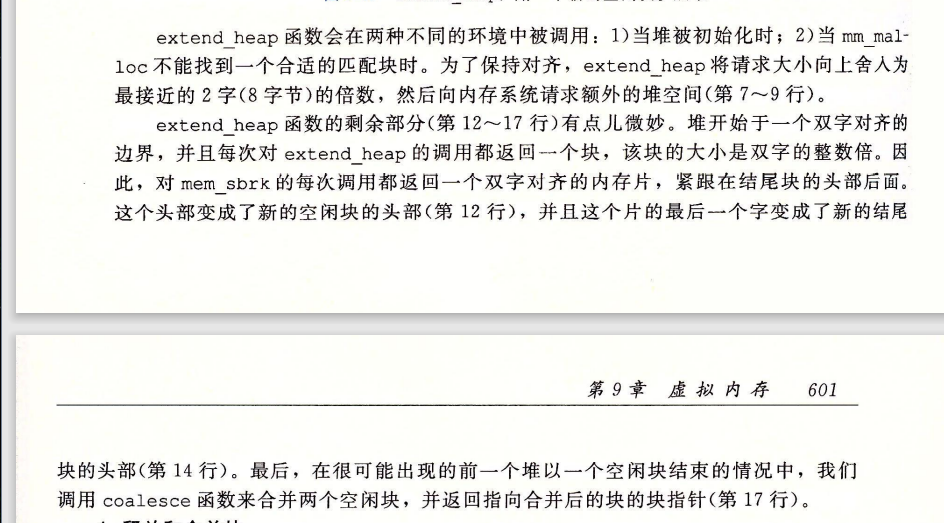 extend_heap 函数会在两种不同的环境中被调用：1)当堆被初始化时；2)当 mm_mal-
loc 不能找到一个合适的匹配块时。为了保持对齐，extend_heap 将请求大小向上舍入为
最接近的 2 字(8 字节)的倍数，然后向内存系统请求额外的堆空间(第 7～9 行)。
extend_heap 函数的剩余部分(第 12～17 行)有点儿微妙。堆开始于一个双字对齐的
边界，并且每次对 extend_heap 的调用都返回一个块，该块的大小是双字的整数倍。因
此，对 mem_sbrk 的每次调用都返回一个双字对齐的内存片，紧跟在结尾块的头部后面。
这个头部变成了新的空闲块的头部(第 12 行)，并且这个片的最后一个字变成了新的结尾
第 9 章 虚拟内存 601
块的头部(第 14 行)。最后，在很可能出现的前一个堆以一个空闲块结束的情况中，我们
调用 coalesce 函数来合并两个空闲块，并返回指向合并后的块的块指针(第 17 行)。